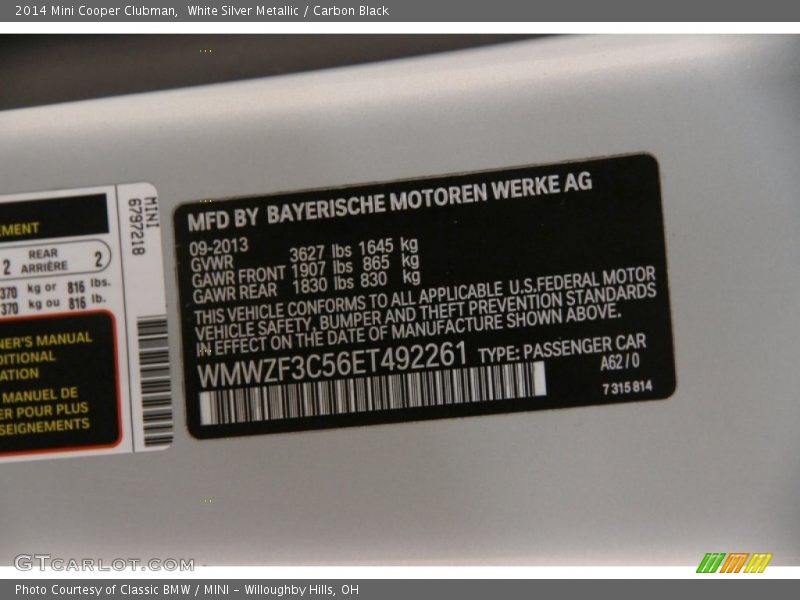 2014 Mini Cooper Clubman,  White Silver Metallic / Carbon Black
MINI
6797218
EMENT
2 REAR 2
ARRIÈRE
370 kg or 816 lbs.
370 kg ou 816 lb.
NER'S MANUAL
DITIONAL
ATION
MANUEL DE
ER POUR PLUS
SEIGNEMENTS
MFD BY BAYERISCHE MOTOREN WERKE AG
09-2013
GVWR 3627 lbs 1645 kg
GAWR FRONT 1907 lbs 865 kg
GAWR REAR 1830 lbs 830 kg
THIS VEHICLE CONFORMS TO ALL APPLICABLE U.S.FEDERAL MOTOR
VEHICLE SAFETY, BUMPER AND THEFT PREVENTION STANDARDS
IN EFFECT ON THE DATE OF MANUFACTURE SHOWN ABOVE.
WMWZF3C56ET492261 TYPE: PASSENGER CAR
A62/0
7 315 814
GTCARLOT.COM
Photo Courtesy of Classic BMW / MINI - Willoughby Hills, OH